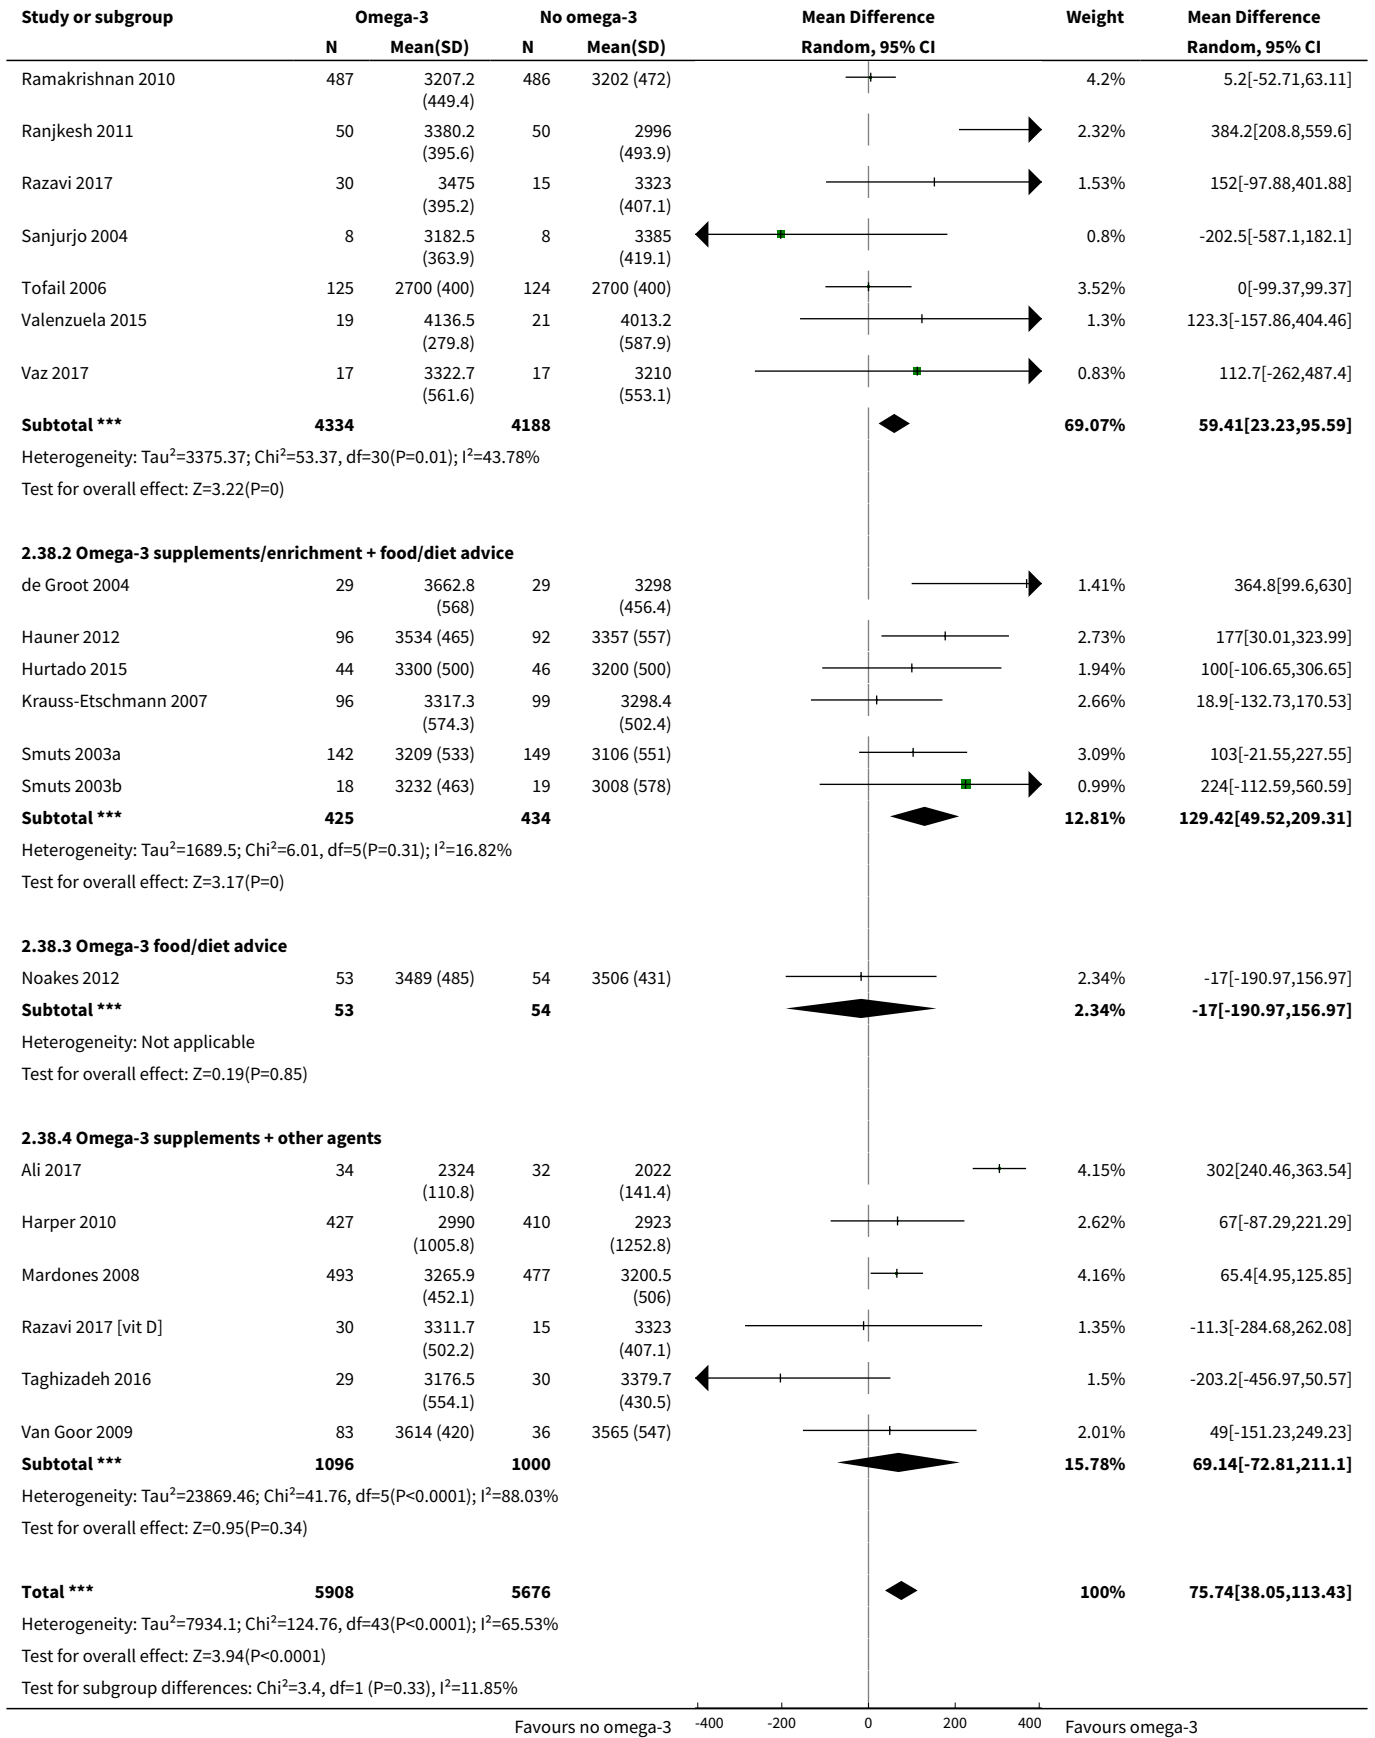 Study or subgroup Omega-3 No omega-3 Mean Difference Weight Mean Difference
N Mean(SD) N Mean(SD) Random, 95% CI Random, 95% CI
Ramakrishnan 2010 487 3207.2 486 3202 (472) 4.2% 5.2[-52.71,63.11]
(449.4)
Ranjkesh 2011 50 3380.2 50 2996 2.32% 384.2[208.8,559.6]
(395.6) (493.9)
Razavi 2017 30 3475 15 3323 1.53% 152[-97.88,401.88]
(395.2) (407.1)
Sanjurjo 2004 8 3182.5 8 3385 0.8% -202.5[-587.1,182.1]
(363.9) (419.1)
Tofail 2006 125 2700 (400) 124 2700 (400) 3.52% 0[-99.37,99.37]
Valenzuela 2015 19 4136.5 21 4013.2 1.3% 123.3[-157.86,404.46]
(279.8) (587.9)
Vaz 2017 17 3322.7 17 3210 0.83% 112.7[-262,487.4]
(561.6) (553.1)
Subtotal *** 4334 4188 69.07% 59.41[23.23,95.59]
Heterogeneity: Tau²=3375.37; Chi²=53.37, df=30(P=0.01); I²=43.78%
Test for overall effect: Z=3.22(P=0)
2.38.2 Omega-3 supplements/enrichment + food/diet advice
de Groot 2004 29 3662.8 29 3298 1.41% 364.8[99.6,630]
(568) (456.4)
Hauner 2012 96 3534 (465) 92 3357 (557) 2.73% 177[30.01,323.99]
Hurtado 2015 44 3300 (500) 46 3200 (500) 1.94% 100[-106.65,306.65]
Krauss-Etschmann 2007 96 3317.3 99 3298.4 2.66% 18.9[-132.73,170.53]
(574.3) (502.4)
Smuts 2003a 142 3209 (533) 149 3106 (551) 3.09% 103[-21.55,227.55]
Smuts 2003b 18 3232 (463) 19 3008 (578) 0.99% 224[-112.59,560.59]
Subtotal *** 425 434 12.81% 129.42[49.52,209.31]
Heterogeneity: Tau²=1689.5; Chi²=6.01, df=5(P=0.31); I²=16.82%
Test for overall effect: Z=3.17(P=0)
2.38.3 Omega-3 food/diet advice
Noakes 2012 53 3489 (485) 54 3506 (431) 2.34% -17[-190.97,156.97]
Subtotal *** 53 54 2.34% -17[-190.97,156.97]
Heterogeneity: Not applicable
Test for overall effect: Z=0.19(P=0.85)
2.38.4 Omega-3 supplements + other agents
Ali 2017 34 2324 32 2022 4.15% 302[240.46,363.54]
(110.8) (141.4)
Harper 2010 427 2990 410 2923 2.62% 67[-87.29,221.29]
(1005.8) (1252.8)
Mardones 2008 493 3265.9 477 3200.5 4.16% 65.4[4.95,125.85]
(452.1) (506)
Razavi 2017 [vit D] 30 3311.7 15 3323 1.35% -11.3[-284.68,262.08]
(502.2) (407.1)
Taghizadeh 2016 29 3176.5 30 3379.7 1.5% -203.2[-456.97,50.57]
(554.1) (430.5)
Van Goor 2009 83 3614 (420) 36 3565 (547) 2.01% 49[-151.23,249.23]
Subtotal *** 1096 1000 15.78% 69.14[-72.81,211.1]
Heterogeneity: Tau²=23869.46; Chi²=41.76, df=5(P<0.0001); I²=88.03%
Test for overall effect: Z=0.95(P=0.34)
Total *** 5908 5676 100% 75.74[38.05,113.43]
Heterogeneity: Tau²=7934.1; Chi²=124.76, df=43(P<0.0001); I²=65.53%
Test for overall effect: Z=3.94(P<0.0001)
Test for subgroup differences: Chi²=3.4, df=1 (P=0.33), I²=11.85%
Favours no omega-3 -400 -200 0 200 400 Favours omega-3